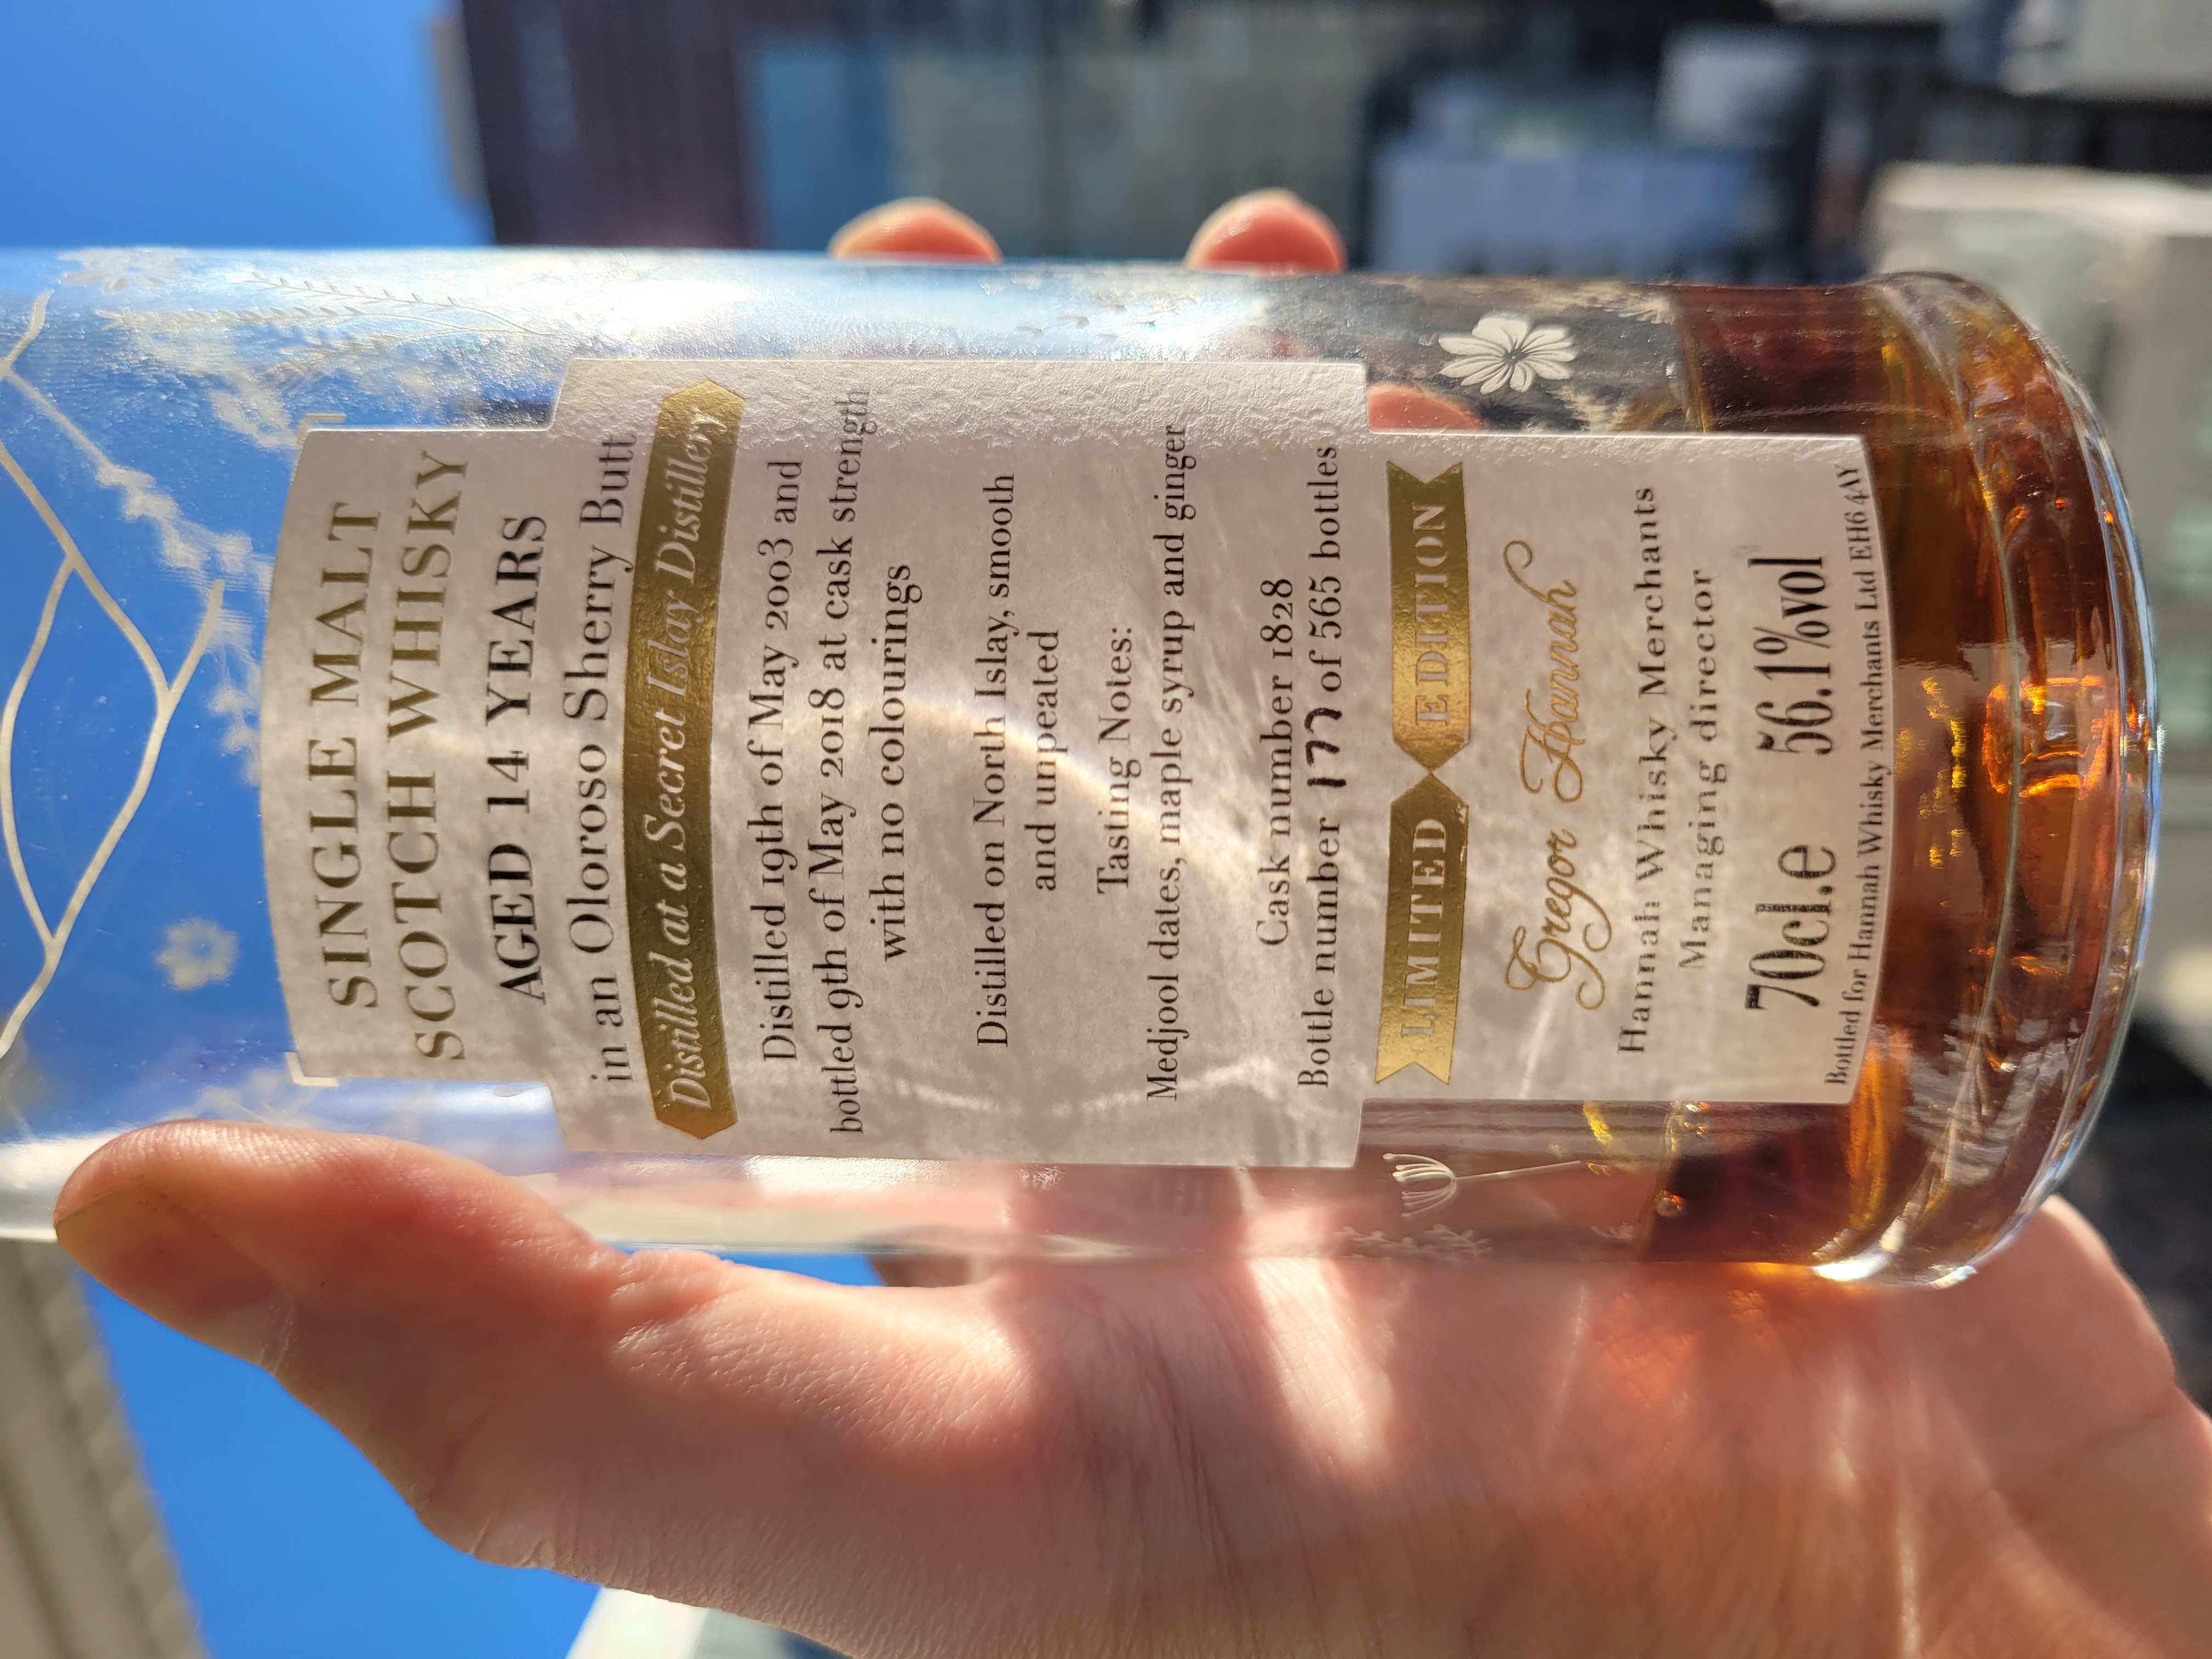 SINGLE MALT
SCOTCH WHISKY
AGED 14 YEARS
in an Oloroso Sherry Butt
Distilled at a Secret Islay Distillery
Distilled 19th of May 2003 and
bottled 9th of May 2018 at cask strength
with no colourings
Distilled on North Islay, smooth
and unpeated
Tasting Notes:
Medjool dates, maple syrup and ginger
Cask number 1828
Bottle number 177 of 565 bottles
LIMITED EDITION
Gregor Hannah
Hannah Whisky Merchants
Managing director
70cl.e 56.1%vol
Bottled for Hannah Whisky Merchants Ltd EH6 4AY